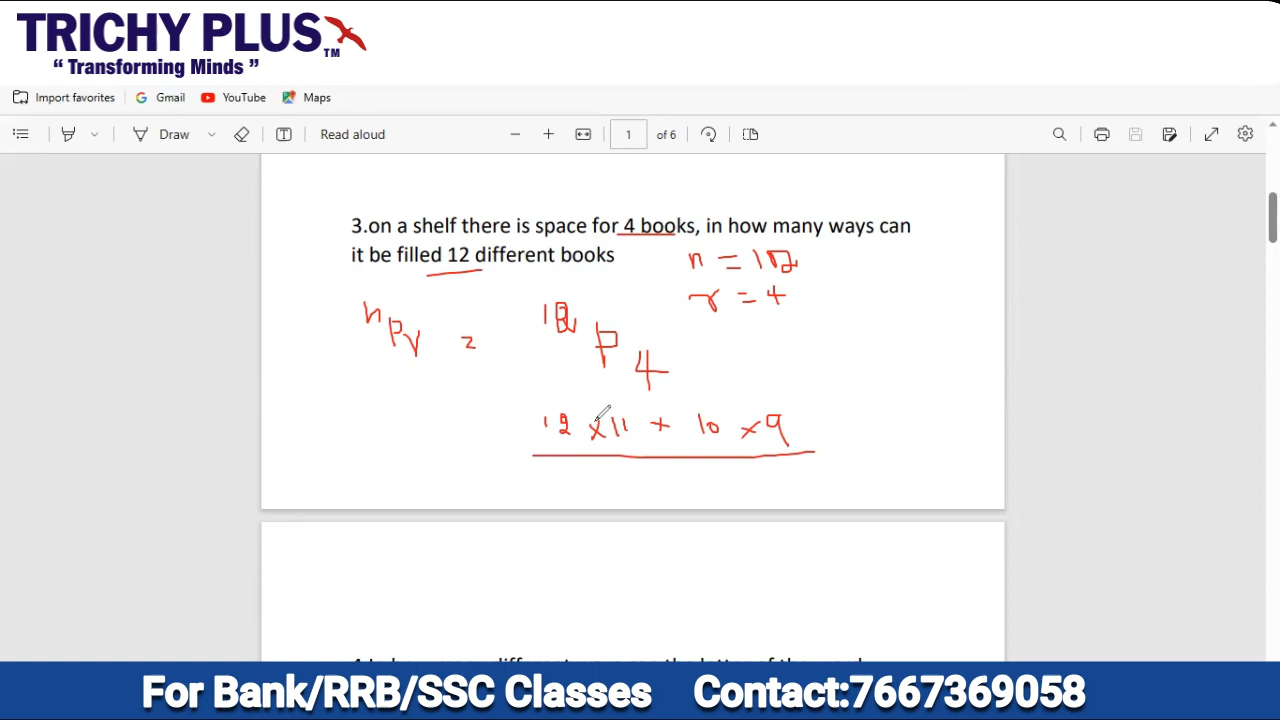 TRICHY PLUS TM
“ Transforming Minds ”
Import favorites Gmail YouTube Maps
Draw Read aloud 1 of 6
3.on a shelf there is space for 4 books, in how many ways can
it be filled 12 different books
n = 12
r = 4
nPr = 12P4
12 × 11 × 10 × 9
For Bank/RRB/SSC Classes Contact:7667369058